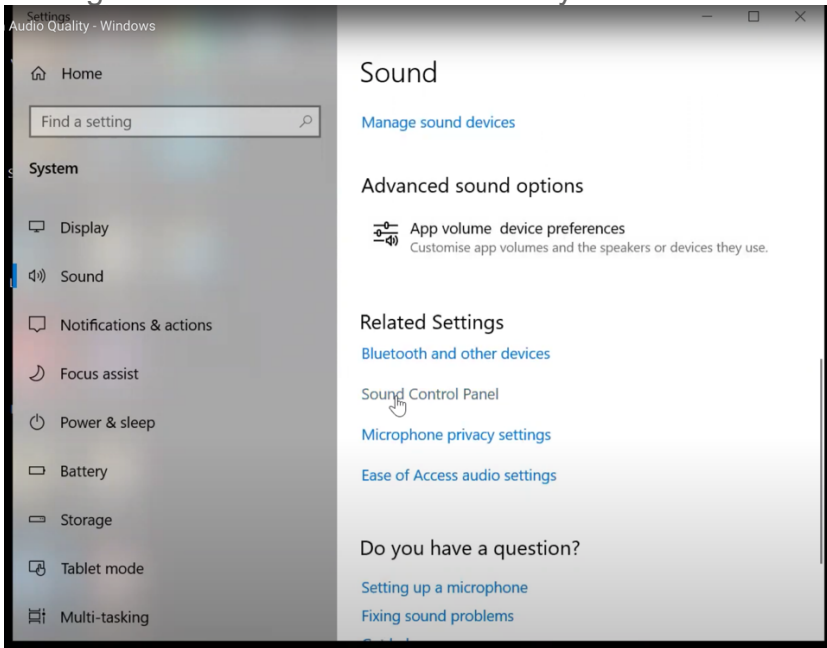 Settings
Audio Quality - Windows
Home
Find a setting
System
Display
Sound
Notifications & actions
Focus assist
Power & sleep
Battery
Storage
Tablet mode
Multi-tasking
Sound
Manage sound devices
Advanced sound options
App volume device preferences
Customise app volumes and the speakers or devices they use.
Related Settings
Bluetooth and other devices
Sound Control Panel
Microphone privacy settings
Ease of Access audio settings
Do you have a question?
Setting up a microphone
Fixing sound problems